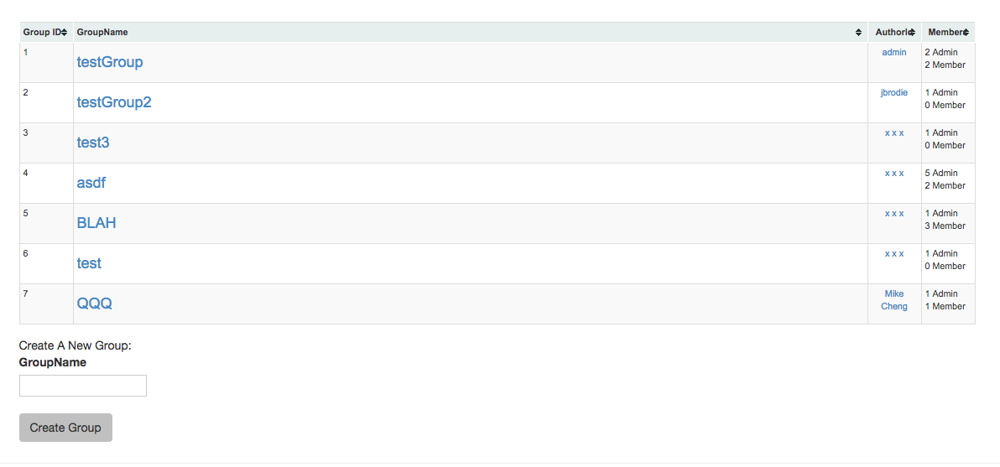 Group ID GroupName AuthorId Member
1 testGroup admin 2 Admin
2 Member
2 testGroup2 jbrodie 1 Admin
0 Member
3 test3 x x x 1 Admin
0 Member
4 asdf x x x 5 Admin
2 Member
5 BLAH x x x 1 Admin
3 Member
6 test x x x 1 Admin
0 Member
7 QQQ Mike 1 Admin
Cheng 1 Member
Create A New Group:
GroupName
Create Group